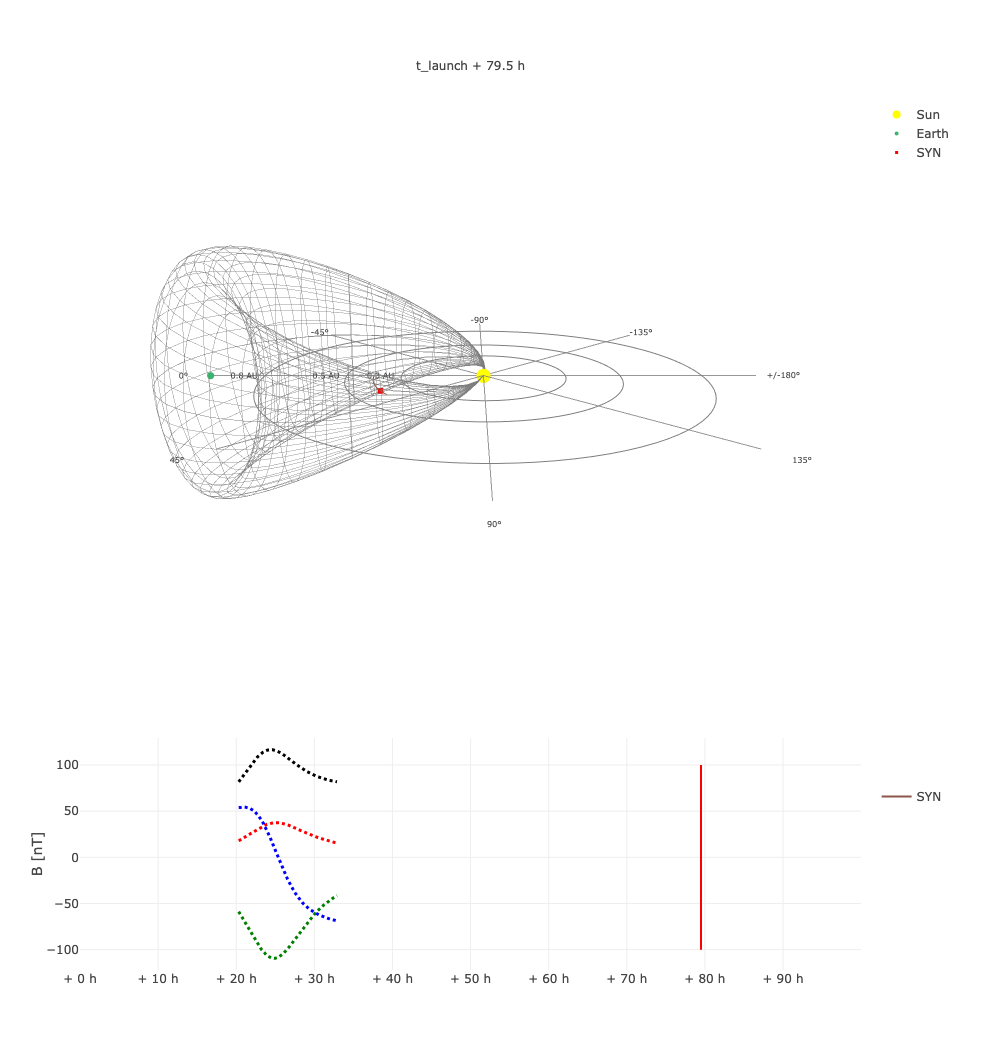 t_launch + 79.5 h
Sun
Earth
SYN
-90°
-45°
-135°
0°
0.8 AU
0.5 AU
0.3 AU
+/-180°
45°
135°
90°
B [nT]
100
50
0
−50
−100
+ 0 h
+ 10 h
+ 20 h
+ 30 h
+ 40 h
+ 50 h
+ 60 h
+ 70 h
+ 80 h
+ 90 h
SYN